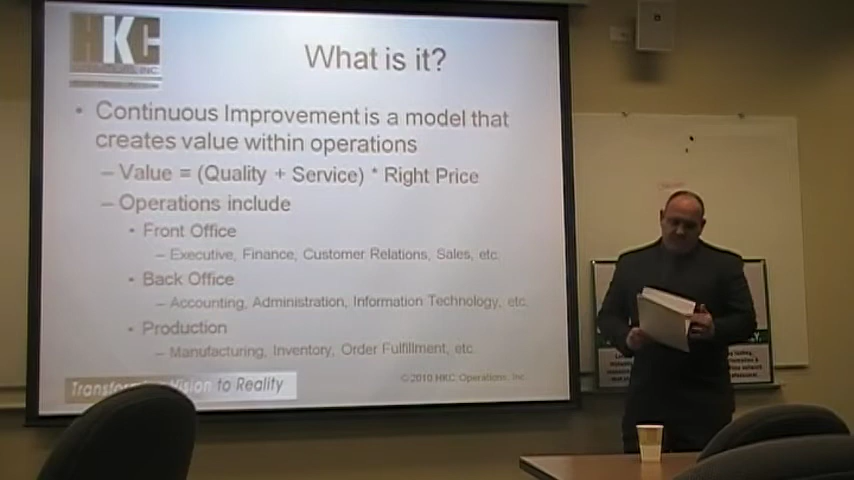 HKC
What is it?
• Continuous Improvement is a model that
creates value within operations
– Value = (Quality + Service) * Right Price
– Operations include
• Front Office
– Executive, Finance, Customer Relations, Sales, etc.
• Back Office
– Accounting, Administration, Information Technology, etc.
• Production
– Manufacturing, Inventory, Order Fulfillment, etc.
Vision to Reality
©2010 HKC Operations, Inc.